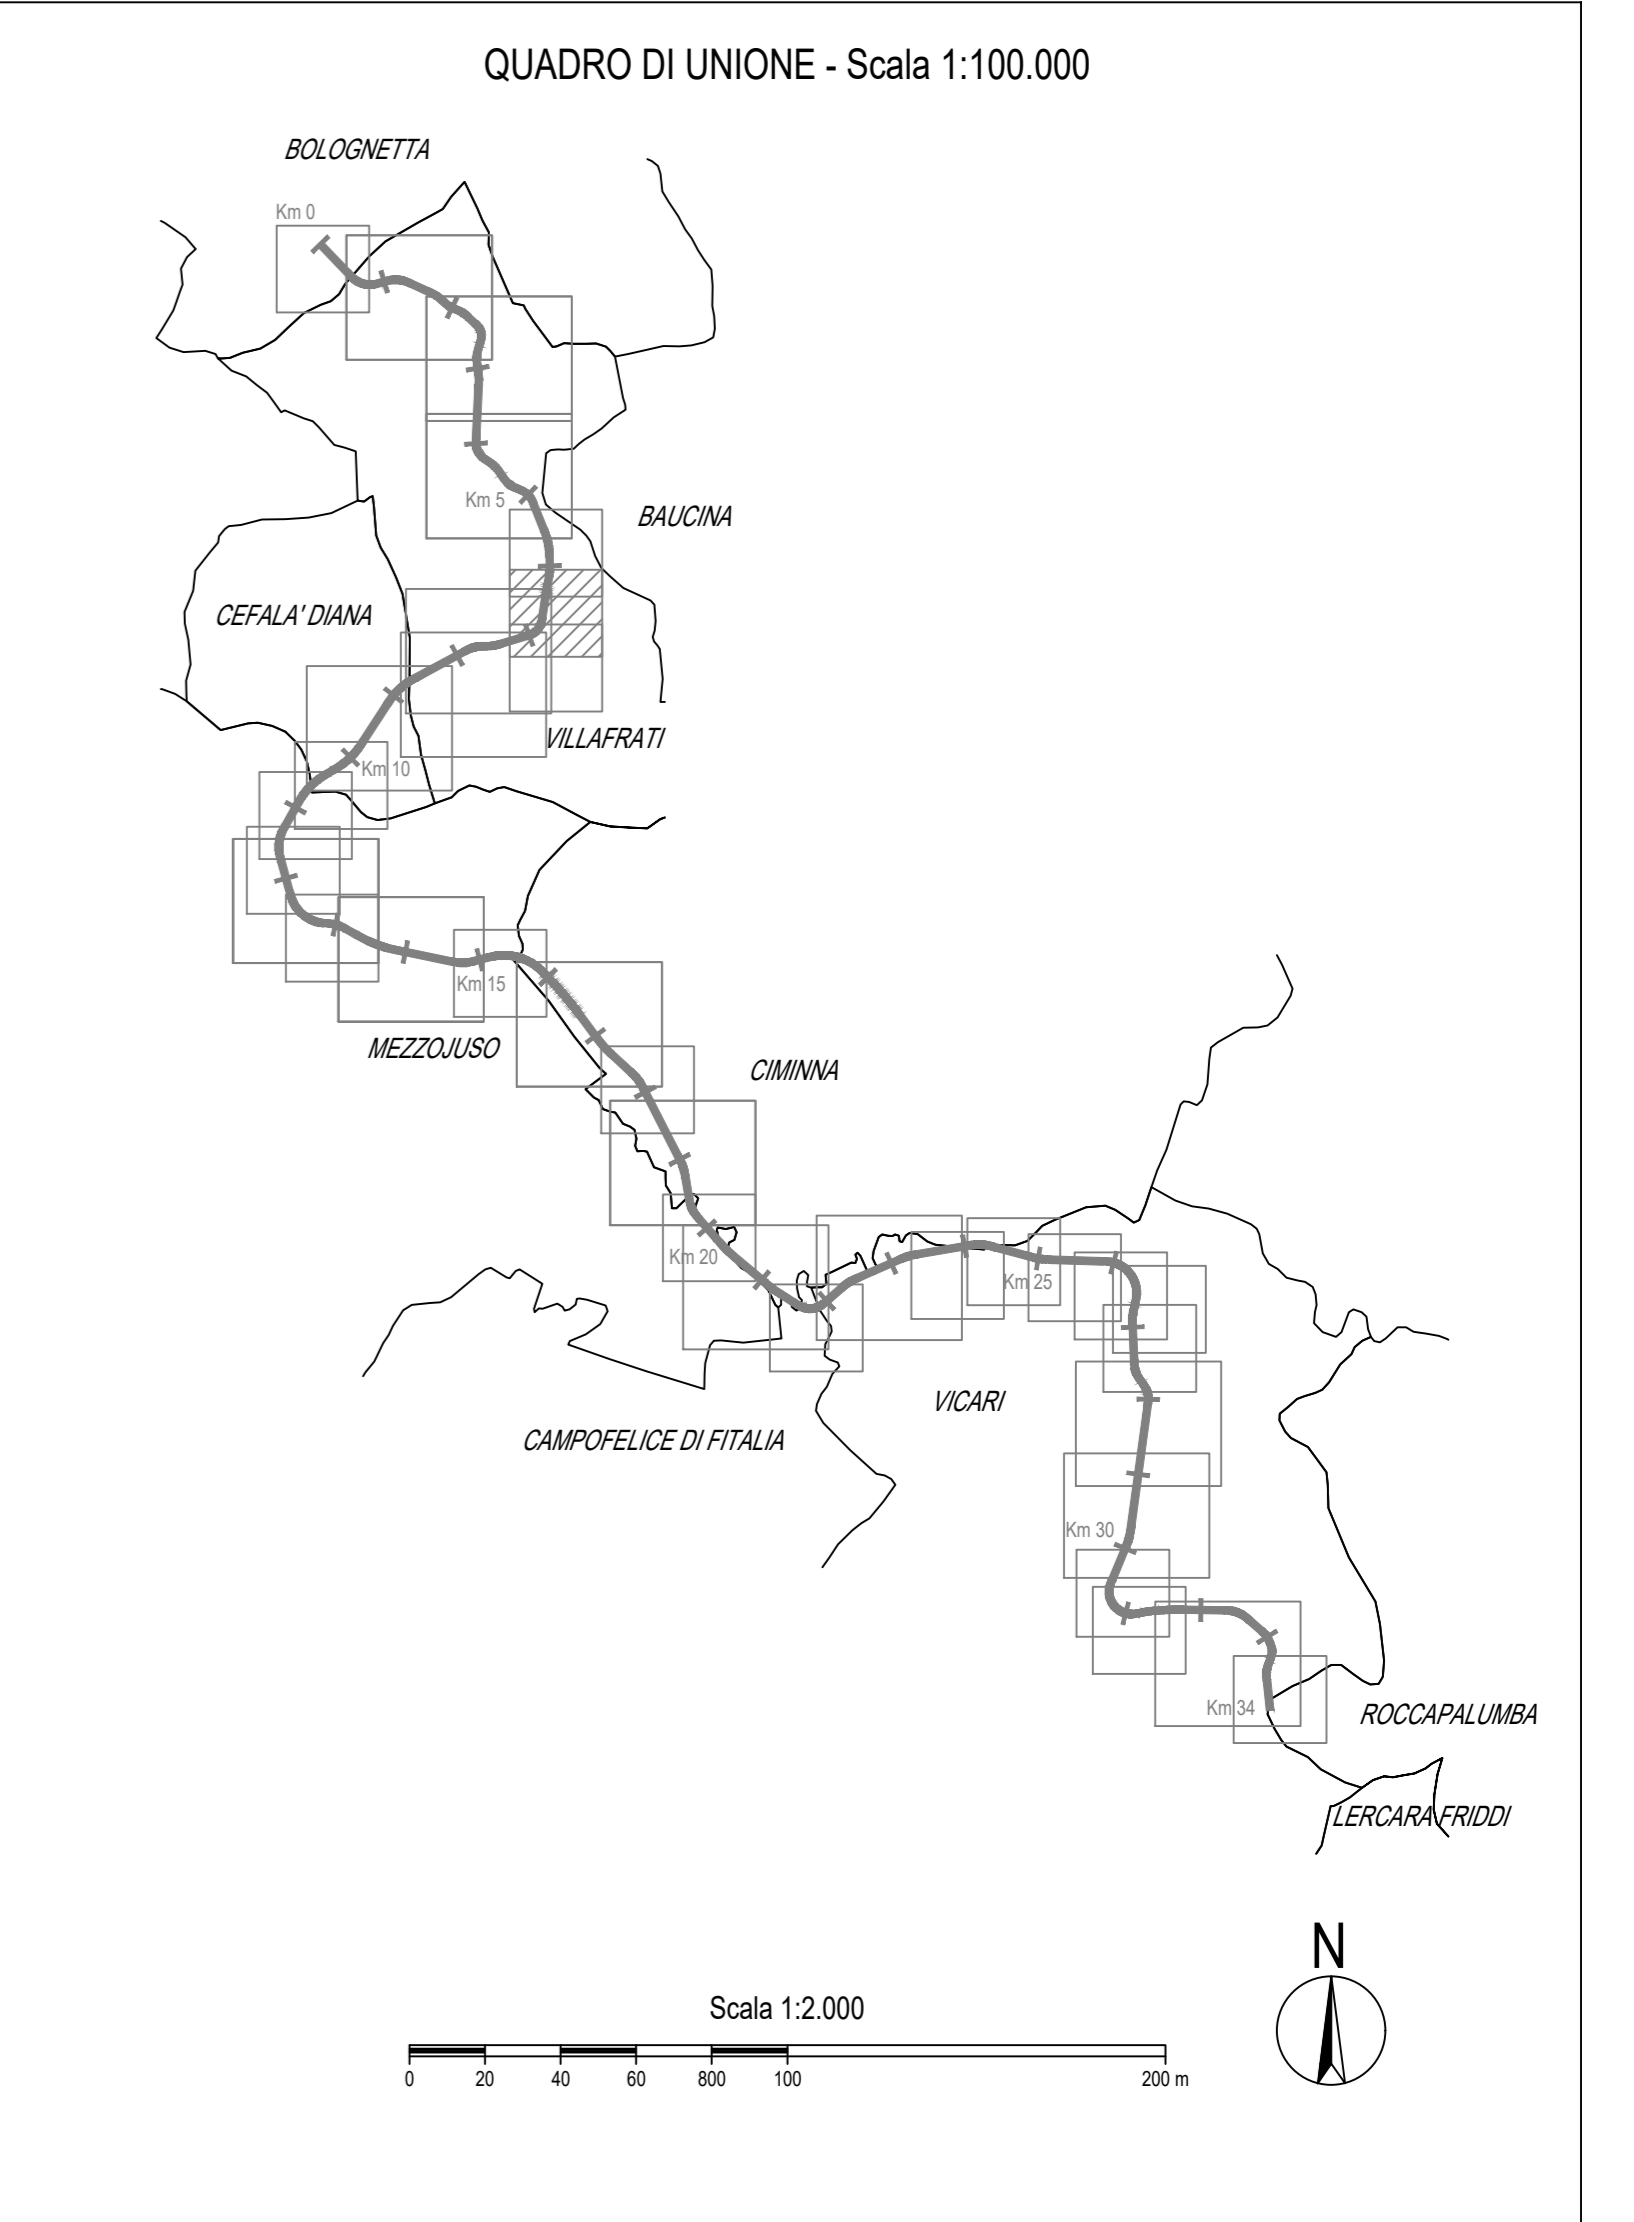 QUADRO DI UNIONE - Scala 1:100.000
BOLOGNETTA
Km 0
Km 5
BAUCINA
CEFALA' DIANA
VILLAFRATI
Km 10
Km 15
MEZZOJUSO
CIMINNA
Km 20
Km 25
VICARI
CAMPOFELICE DI FITALIA
Km 30
Km 34
ROCCAPALUMBA
LERCARA FRIDDI
N
Scala 1:2.000
0 20 40 60 800 100 200 m